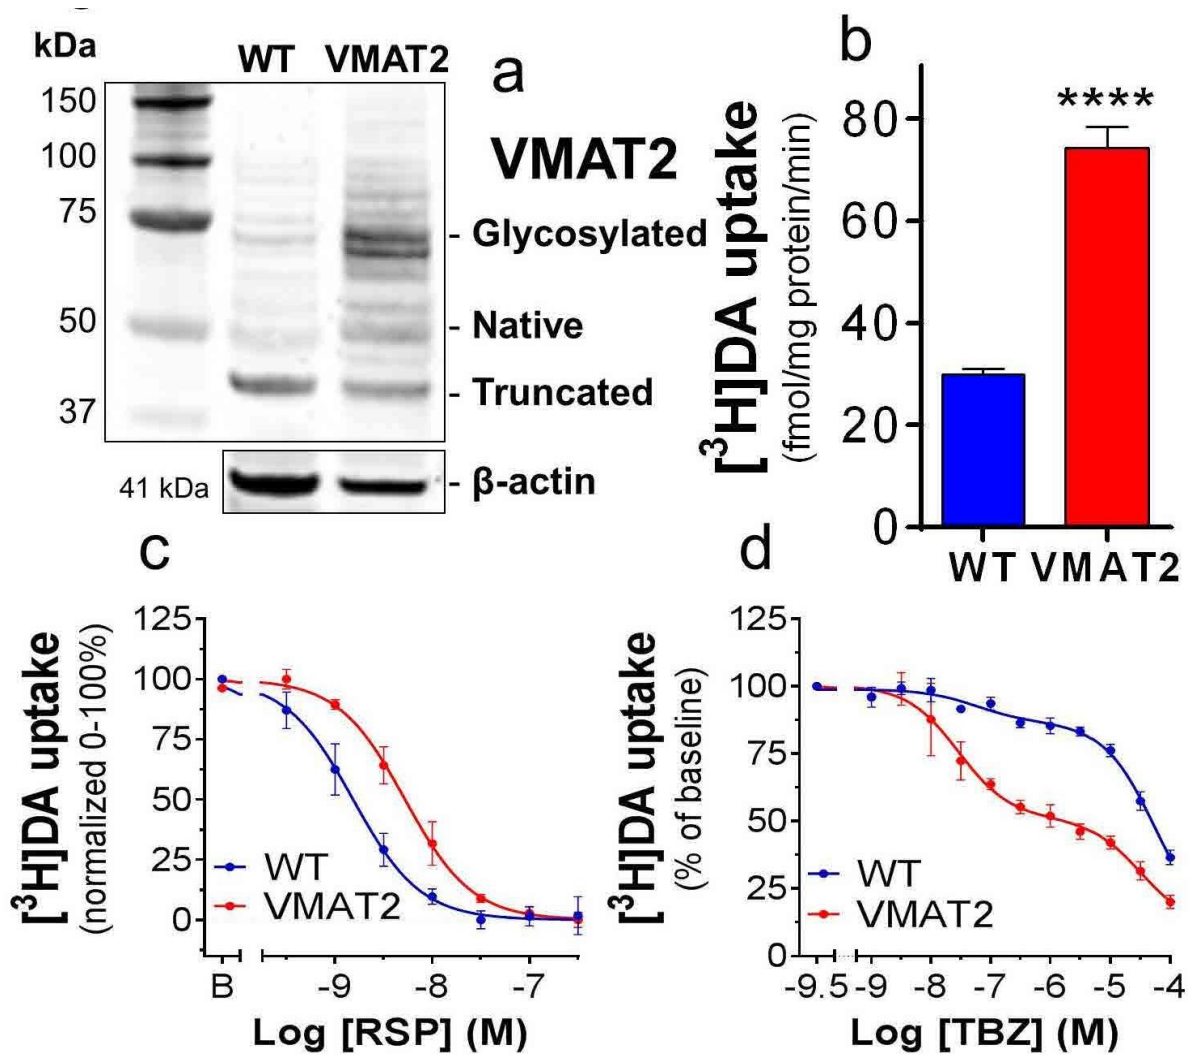 a
kDa
WT VMAT2
150
100
75
50
37
VMAT2
- Glycosylated
- Native
- Truncated
41 kDa
- β-actin
b
[³H]DA uptake
(fmol/mg protein/min)
80
60
40
20
0
****
WT VMAT2
c
[³H]DA uptake
(normalized 0-100%)
125
100
75
50
25
0
WT
VMAT2
B -9 -8 -7
Log [RSP] (M)
d
[³H]DA uptake
(% of baseline)
125
100
75
50
25
0
WT
VMAT2
-9.5 -9 -8 -7 -6 -5 -4
Log [TBZ] (M)